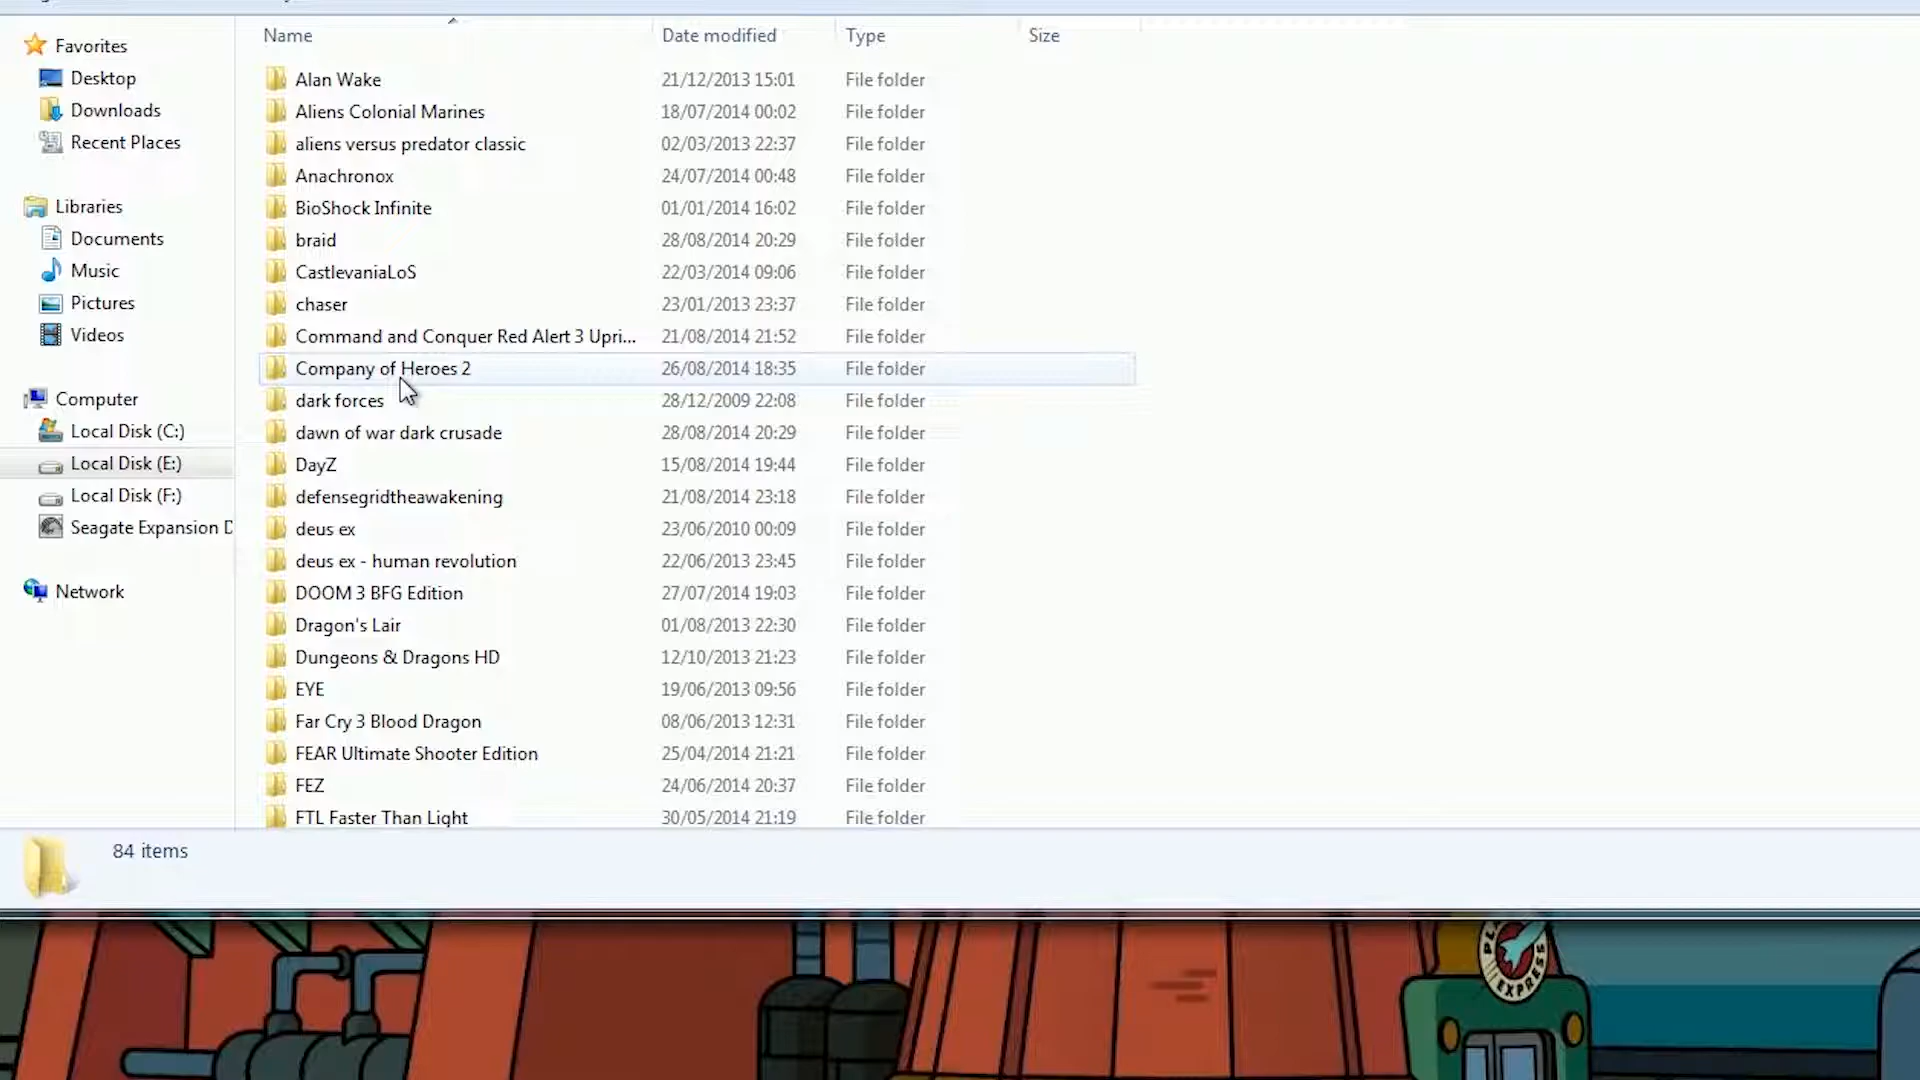 Name Date modified Type Size
Favorites
Desktop
Downloads
Recent Places
Libraries
Documents
Music
Pictures
Videos
Computer
Local Disk (C:)
Local Disk (E:)
Local Disk (F:)
Seagate Expansion D
Network
Alan Wake 21/12/2013 15:01 File folder
Aliens Colonial Marines 18/07/2014 00:02 File folder
aliens versus predator classic 02/03/2013 22:37 File folder
Anachronox 24/07/2014 00:48 File folder
BioShock Infinite 01/01/2014 16:02 File folder
braid 28/08/2014 20:29 File folder
CastlevaniaLoS 22/03/2014 09:06 File folder
chaser 23/01/2013 23:37 File folder
Command and Conquer Red Alert 3 Upri... 21/08/2014 21:52 File folder
Company of Heroes 2 26/08/2014 18:35 File folder
dark forces 28/12/2009 22:08 File folder
dawn of war dark crusade 28/08/2014 20:29 File folder
DayZ 15/08/2014 19:44 File folder
defensegridtheawakening 21/08/2014 23:18 File folder
deus ex 23/06/2010 00:09 File folder
deus ex - human revolution 22/06/2013 23:45 File folder
DOOM 3 BFG Edition 27/07/2014 19:03 File folder
Dragon's Lair 01/08/2013 22:30 File folder
Dungeons & Dragons HD 12/10/2013 21:23 File folder
EYE 19/06/2013 09:56 File folder
Far Cry 3 Blood Dragon 08/06/2013 12:31 File folder
FEAR Ultimate Shooter Edition 25/04/2014 21:21 File folder
FEZ 24/06/2014 20:37 File folder
FTL Faster Than Light 30/05/2014 21:19 File folder
84 items
EXPRESS